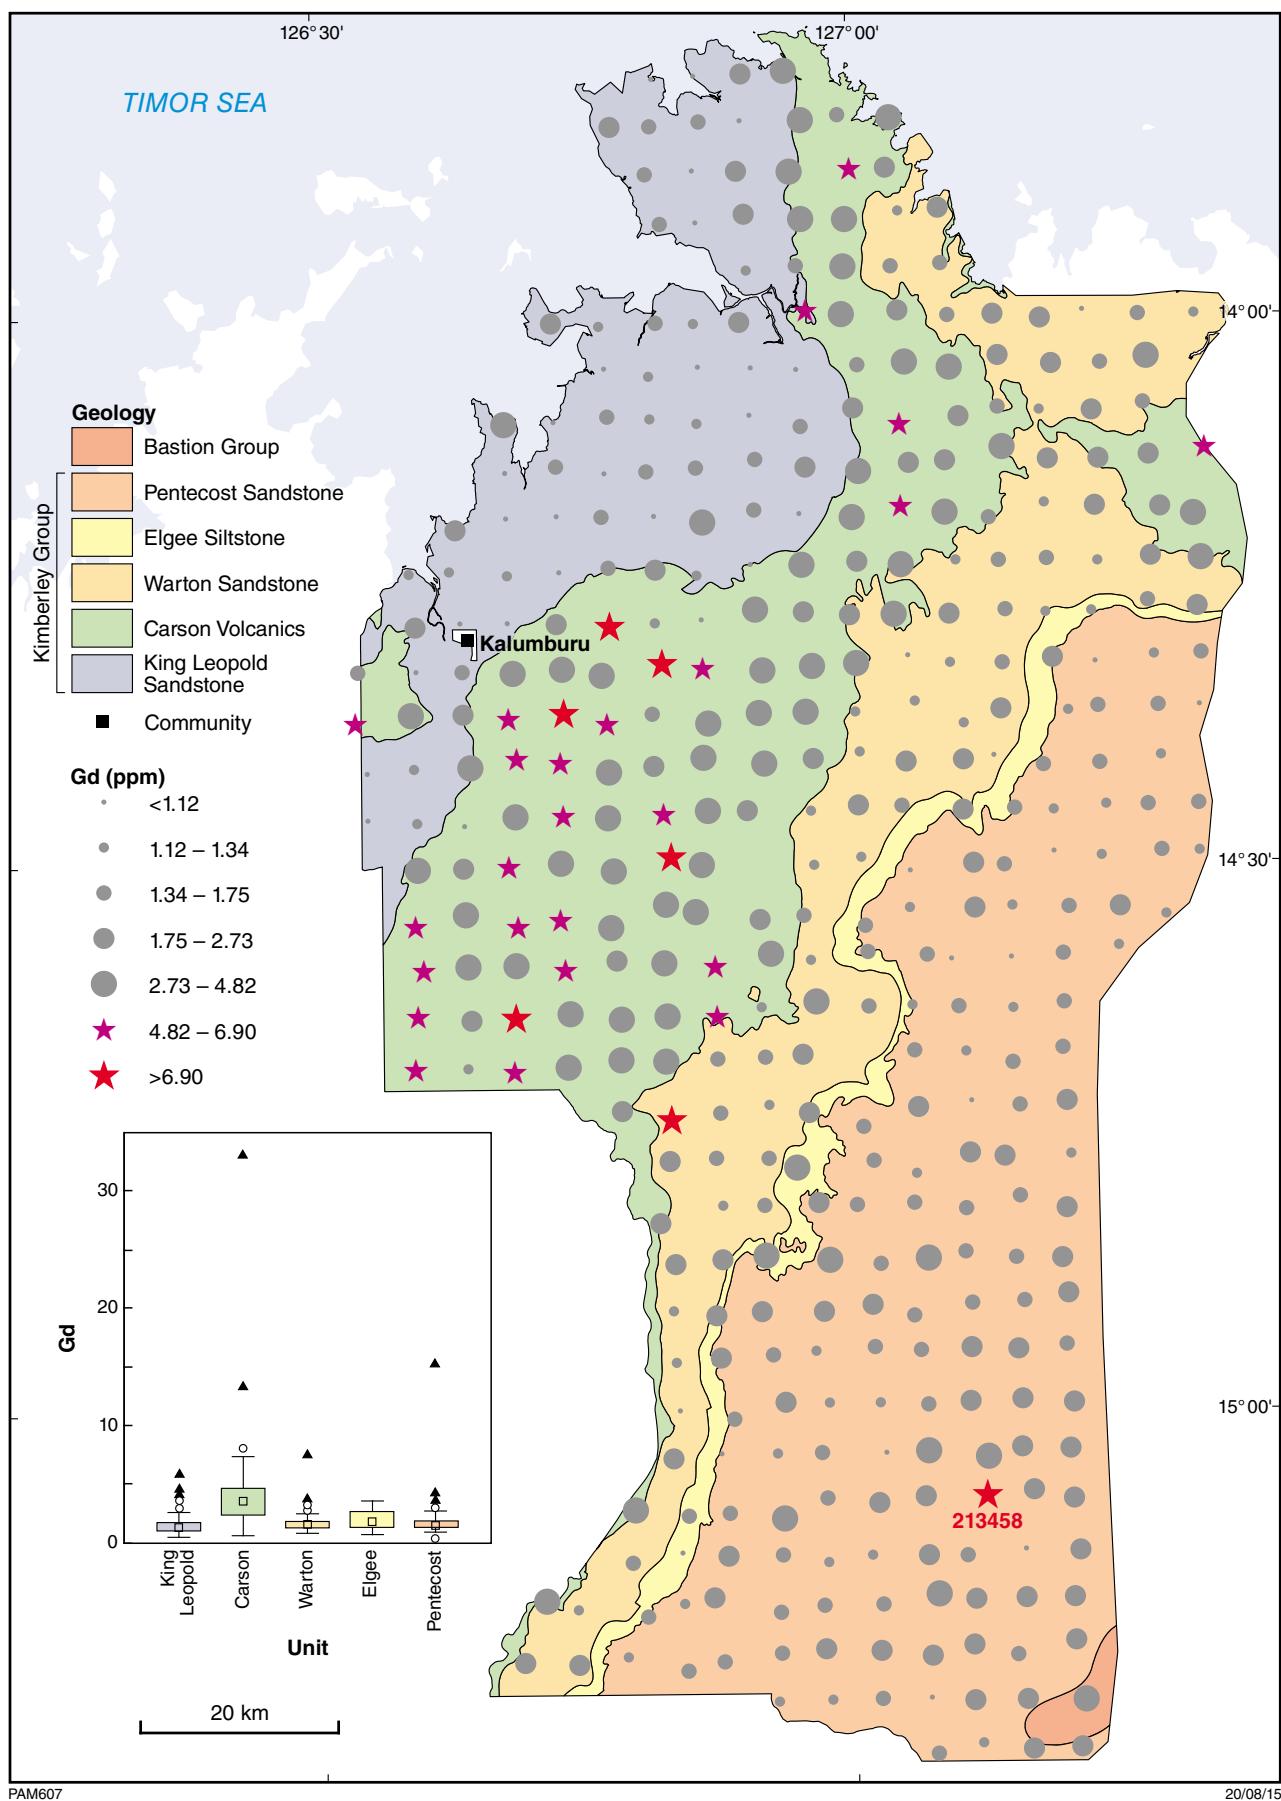 126°30'
127°00'
TIMOR SEA
14°00'
Geology
Bastion Group
Pentecost Sandstone
Elgee Siltstone
Warton Sandstone
Carson Volcanics
King Leopold
Sandstone
Kimberley Group
Community
Kalumburu
Gd (ppm)
<1.12
1.12 – 1.34
1.34 – 1.75
1.75 – 2.73
2.73 – 4.82
4.82 – 6.90
>6.90
14°30'
30
20
10
0
Gd
King
Leopold
Carson
Warton
Elgee
Pentecost
Unit
15°00'
213458
20 km
PAM607
20/08/15